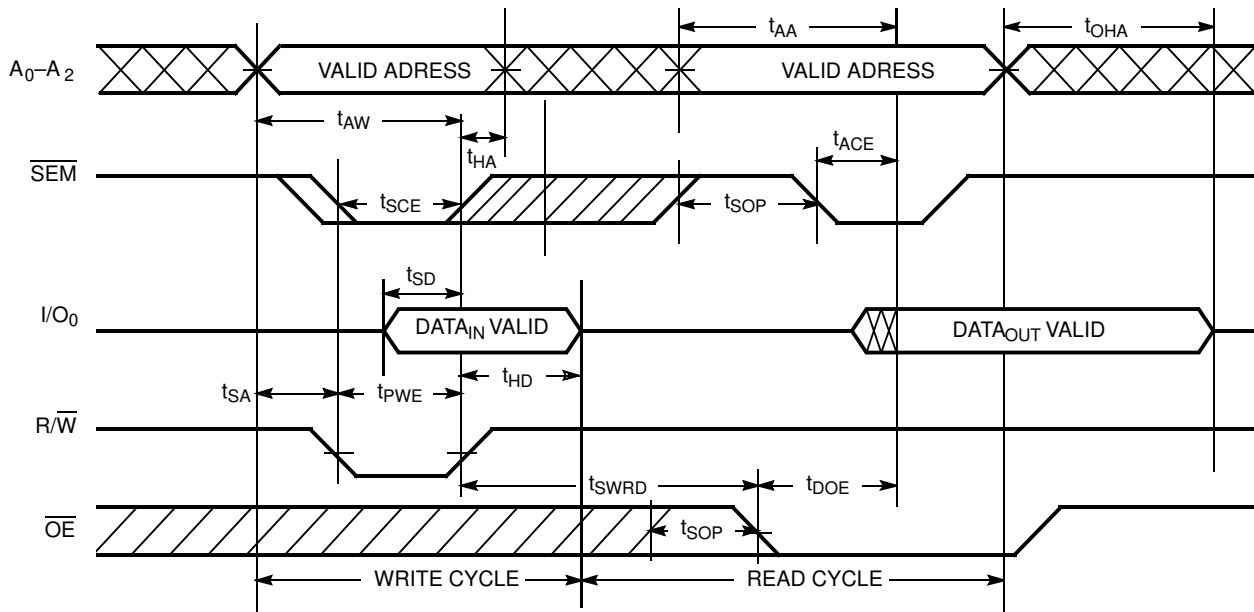 tAA
tOHA
A0–A2
VALID ADRESS
VALID ADRESS
tAW
tHA
tACE
SEM
tSCE
tSOP
tSD
I/O0
DATAIN VALID
DATAOUT VALID
tSA
tPWE
tHD
R/W
tSWRD
tDOE
OE
tSOP
WRITE CYCLE
READ CYCLE